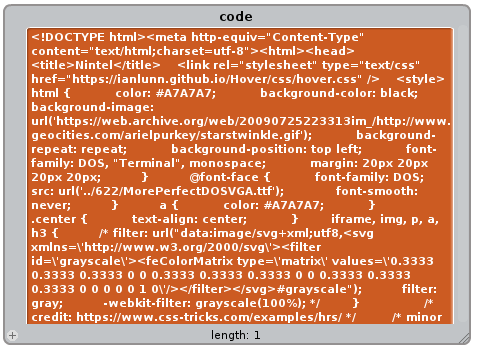 code
<!DOCTYPE html><meta http-equiv="Content-Type"
content="text/html;charset=utf-8"><html><head>
<title>Nintel</title>    <link rel="stylesheet" type="text/css"
href="https://ianlunn.github.io/Hover/css/hover.css" />    <style>
html {            color: #A7A7A7;            background-color: black;
background-image:
url('https://web.archive.org/web/20090725223313im_/http://www.
geocities.com/arielpurkey/starstwinkle.gif');            background-
repeat: repeat;            background-position: top left;            font-
family: DOS, "Terminal", monospace;            margin: 20px 20px
20px 20px;          }          @font-face {            font-family: DOS;
src: url('../622/MorePerfectDOSVGA.ttf');            font-smooth:
never;          }          a {            color: #A7A7A7;          }
.center {            text-align: center;          }          iframe, img, p, a,
h3 {          /* filter: url("data:image/svg+xml;utf8,<svg
xmlns=\'http://www.w3.org/2000/svg\'><filter
id=\'grayscale\'><feColorMatrix type=\'matrix\' values=\'0.3333
0.3333 0.3333 0 0 0.3333 0.3333 0.3333 0 0 0.3333 0.3333
0.3333 0 0 0 0 0 1 0\'/></filter></svg>#grayscale");          filter:
gray;          -webkit-filter: grayscale(100%); */          }          /*
credit: https://www.css-tricks.com/examples/hrs/ */          /* minor
length: 1